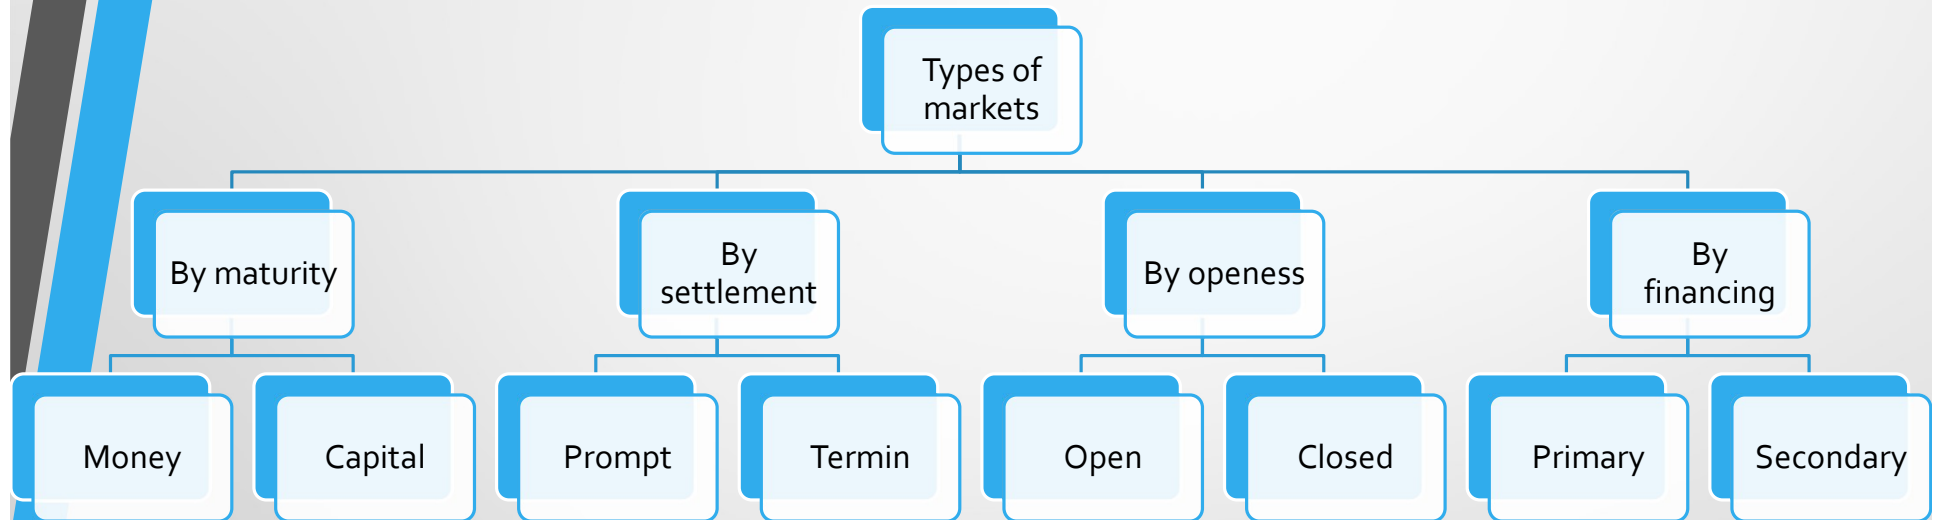 Types of
markets
By maturity
By
settlement
By openess
By
financing
Money
Capital
Prompt
Termin
Open
Closed
Primary
Secondary